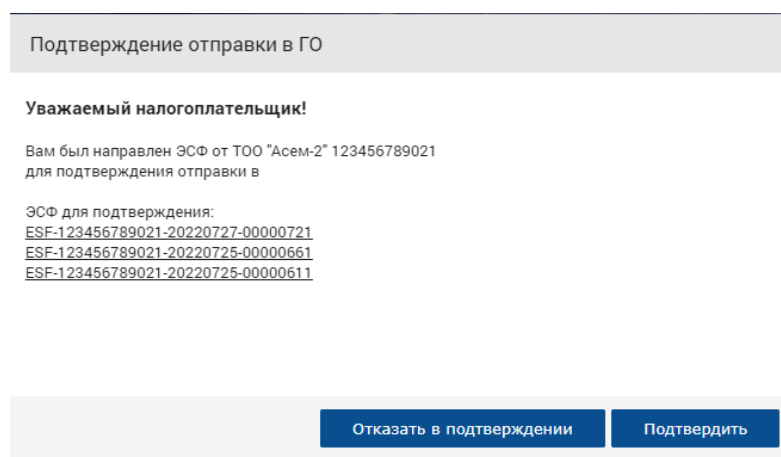 Подтверждение отправки в ГО
Уважаемый налогоплательщик!
Вам был направлен ЭСФ от ТОО "Асем-2" 123456789021
для подтверждения отправки в
ЭСФ для подтверждения:
ESF-123456789021-20220727-00000721
ESF-123456789021-20220725-00000661
ESF-123456789021-20220725-00000611
Отказать в подтверждении Подтвердить